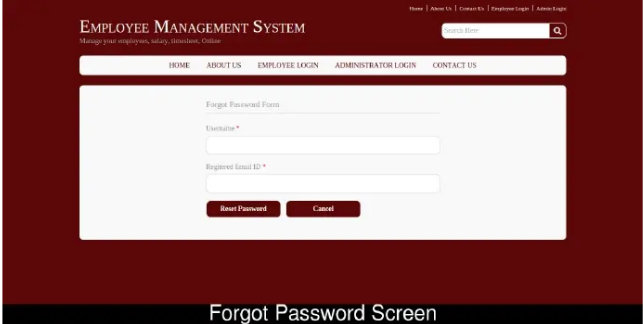 Home | About Us | Contact Us | Employee Login | Admin Login
EMPLOYEE MANAGEMENT SYSTEM
Manage your employees, salary, timesheet, Online
Search Here
HOME ABOUT US EMPLOYEE LOGIN ADMINISTRATOR LOGIN CONTACT US
Forgot Password Form
Username *
Registered Email ID *
Reset Password Cancel
Forgot Password Screen